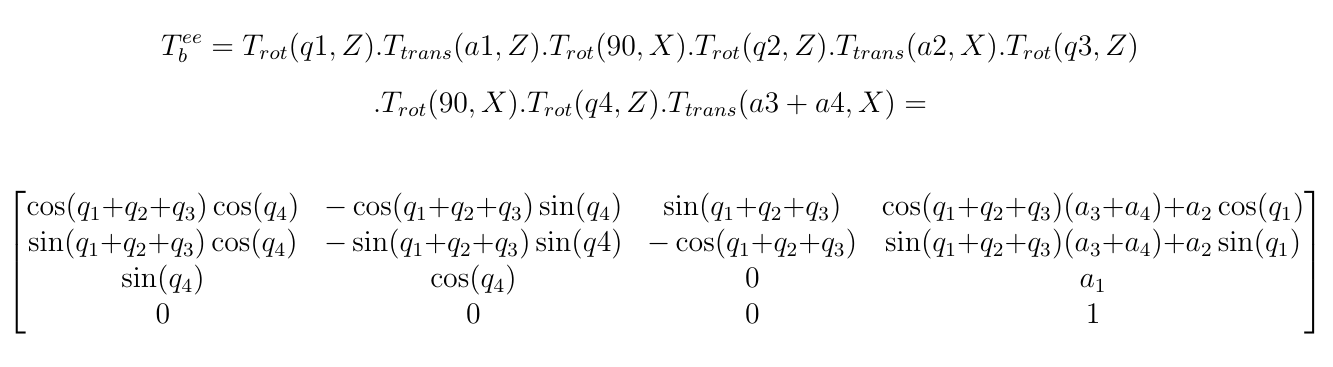 T_b^{ee} = T_{rot}(q1, Z).T_{trans}(a1, Z).T_{rot}(90, X).T_{rot}(q2, Z).T_{trans}(a2, X).T_{rot}(q3, Z)
.T_{rot}(90, X).T_{rot}(q4, Z).T_{trans}(a3 + a4, X) =
cos(q₁+q₂+q₃) cos(q₄) − cos(q₁+q₂+q₃) sin(q₄) sin(q₁+q₂+q₃) cos(q₁+q₂+q₃)(a₃+a₄)+a₂ cos(q₁)
sin(q₁+q₂+q₃) cos(q₄) − sin(q₁+q₂+q₃) sin(q4) − cos(q₁+q₂+q₃) sin(q₁+q₂+q₃)(a₃+a₄)+a₂ sin(q₁)
sin(q₄) cos(q₄) 0 a₁
0 0 0 1